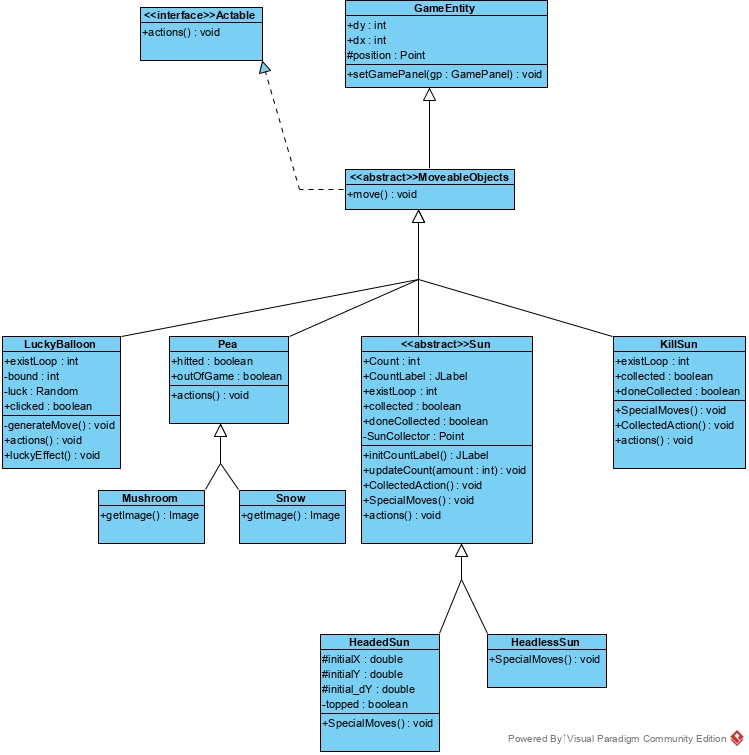 <<interface>>Actable
+actions() : void
GameEntity
+dy : int
+dx : int
#position : Point
+setGamePanel(gp : GamePanel) : void
<<abstract>>MoveableObjects
+move() : void
LuckyBalloon
+existLoop : int
-bound : int
-luck : Random
+clicked : boolean
-generateMove() : void
+actions() : void
+luckyEffect() : void
Pea
+hitted : boolean
+outOfGame : boolean
+actions() : void
<<abstract>>Sun
+Count : int
+CountLabel : JLabel
+existLoop : int
+collected : boolean
+doneCollected : boolean
-SunCollector : Point
+initCountLabel() : JLabel
+updateCount(amount : int) : void
+CollectedAction() : void
+SpecialMoves() : void
+actions() : void
KillSun
+existLoop : int
+collected : boolean
+doneCollected : boolean
+SpecialMoves() : void
+CollectedAction() : void
+actions() : void
Mushroom
+getImage() : Image
Snow
+getImage() : Image
HeadedSun
#initialX : double
#initialY : double
#initial_dY : double
-topped : boolean
+SpecialMoves() : void
HeadlessSun
+SpecialMoves() : void
Powered By Visual Paradigm Community Edition